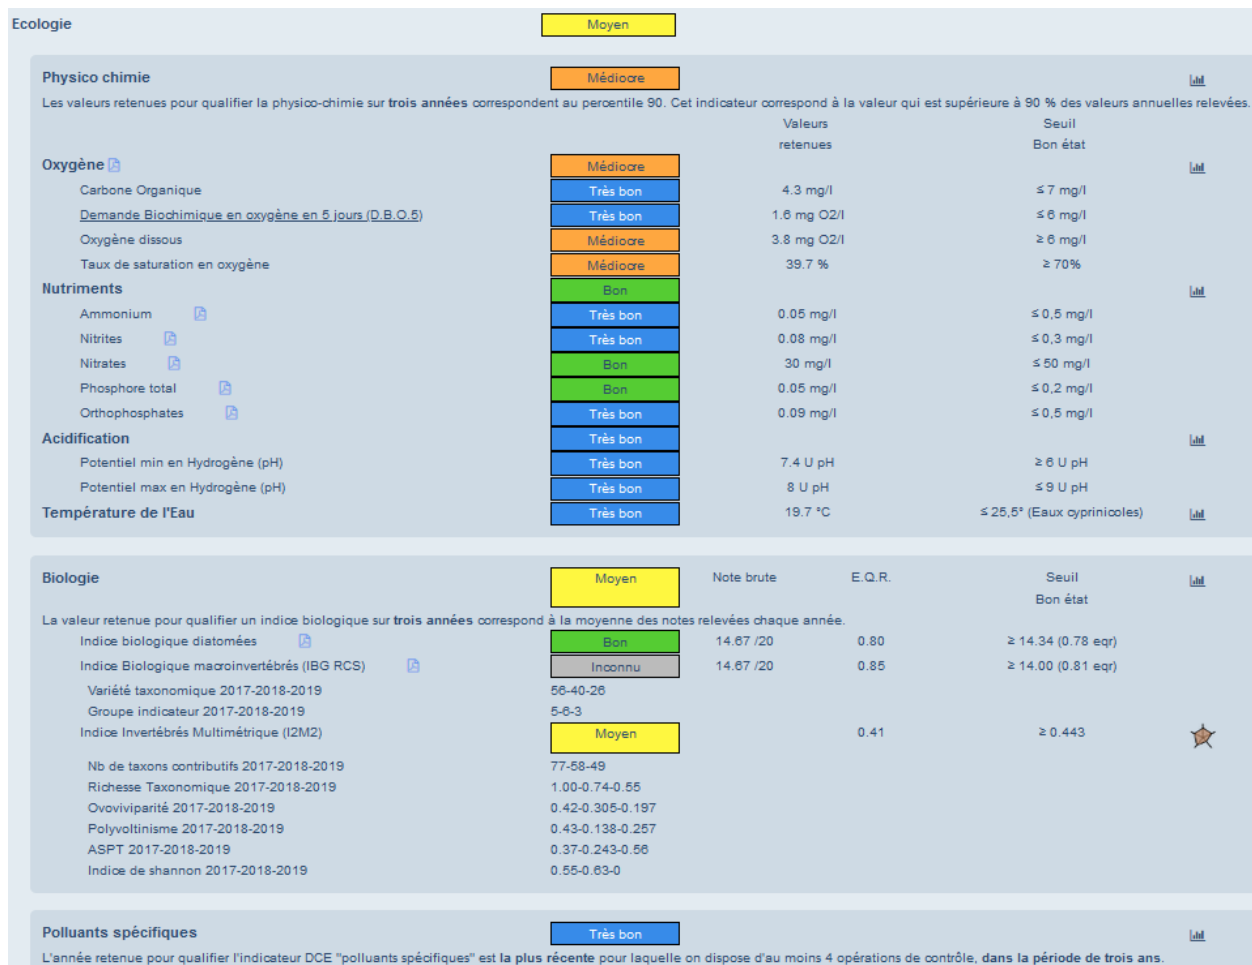 Ecologie Moyen
Physico chimie Médiocre
Les valeurs retenues pour qualifier la physico-chimie sur trois années correspondent au percentile 90. Cet indicateur correspond à la valeur qui est supérieure à 90 % des valeurs annuelles relevées.
Valeurs Seuil
retenues Bon état
Oxygène Médiocre
Carbone Organique Très bon 4.3 mg/l ≤ 7 mg/l
Demande Biochimique en oxygène en 5 jours (D.B.O.5) Très bon 1.6 mg O2/l ≤ 6 mg/l
Oxygène dissous Médiocre 3.8 mg O2/l ≥ 6 mg/l
Taux de saturation en oxygène Médiocre 39.7 % ≥ 70%
Nutriments Bon
Ammonium Très bon 0.05 mg/l ≤ 0,5 mg/l
Nitrites Très bon 0.08 mg/l ≤ 0,3 mg/l
Nitrates Bon 30 mg/l ≤ 50 mg/l
Phosphore total Bon 0.05 mg/l ≤ 0,2 mg/l
Orthophosphates Très bon 0.09 mg/l ≤ 0,5 mg/l
Acidification Très bon
Potentiel min en Hydrogène (pH) Très bon 7.4 U pH ≥ 6 U pH
Potentiel max en Hydrogène (pH) Très bon 8 U pH ≤ 9 U pH
Température de l'Eau Très bon 19.7 °C ≤ 25,5° (Eaux cyprinicoles)
Biologie Moyen Note brute E.Q.R. Seuil
Bon état
La valeur retenue pour qualifier un indice biologique sur trois années correspond à la moyenne des notes relevées chaque année.
Indice biologique diatomées Bon 14.67 /20 0.80 ≥ 14.34 (0.78 eqr)
Indice Biologique macroinvertébrés (IBG RCS) Inconnu 14.67 /20 0.85 ≥ 14.00 (0.81 eqr)
Variété taxonomique 2017-2018-2019 56-40-26
Groupe indicateur 2017-2018-2019 5-6-3
Indice Invertébrés Multimétrique (I2M2) Moyen 0.41 ≥ 0.443
Nb de taxons contributifs 2017-2018-2019 77-58-49
Richesse Taxonomique 2017-2018-2019 1.00-0.74-0.55
Ovoviviparité 2017-2018-2019 0.42-0.305-0.197
Polyvoltinisme 2017-2018-2019 0.43-0.138-0.257
ASPT 2017-2018-2019 0.37-0.243-0.56
Indice de shannon 2017-2018-2019 0.55-0.63-0
Polluants spécifiques Très bon
L'année retenue pour qualifier l'indicateur DCE "polluants spécifiques" est la plus récente pour laquelle on dispose d'au moins 4 opérations de contrôle, dans la période de trois ans.